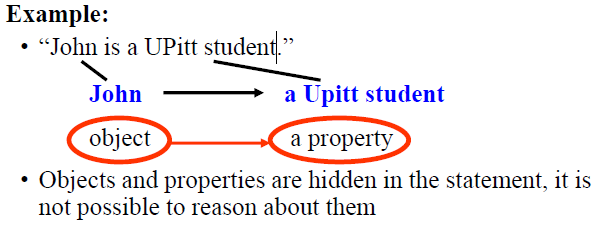 Example:
• “John is a UPitt student.”
John a Upitt student
object a property
• Objects and properties are hidden in the statement, it is
not possible to reason about them